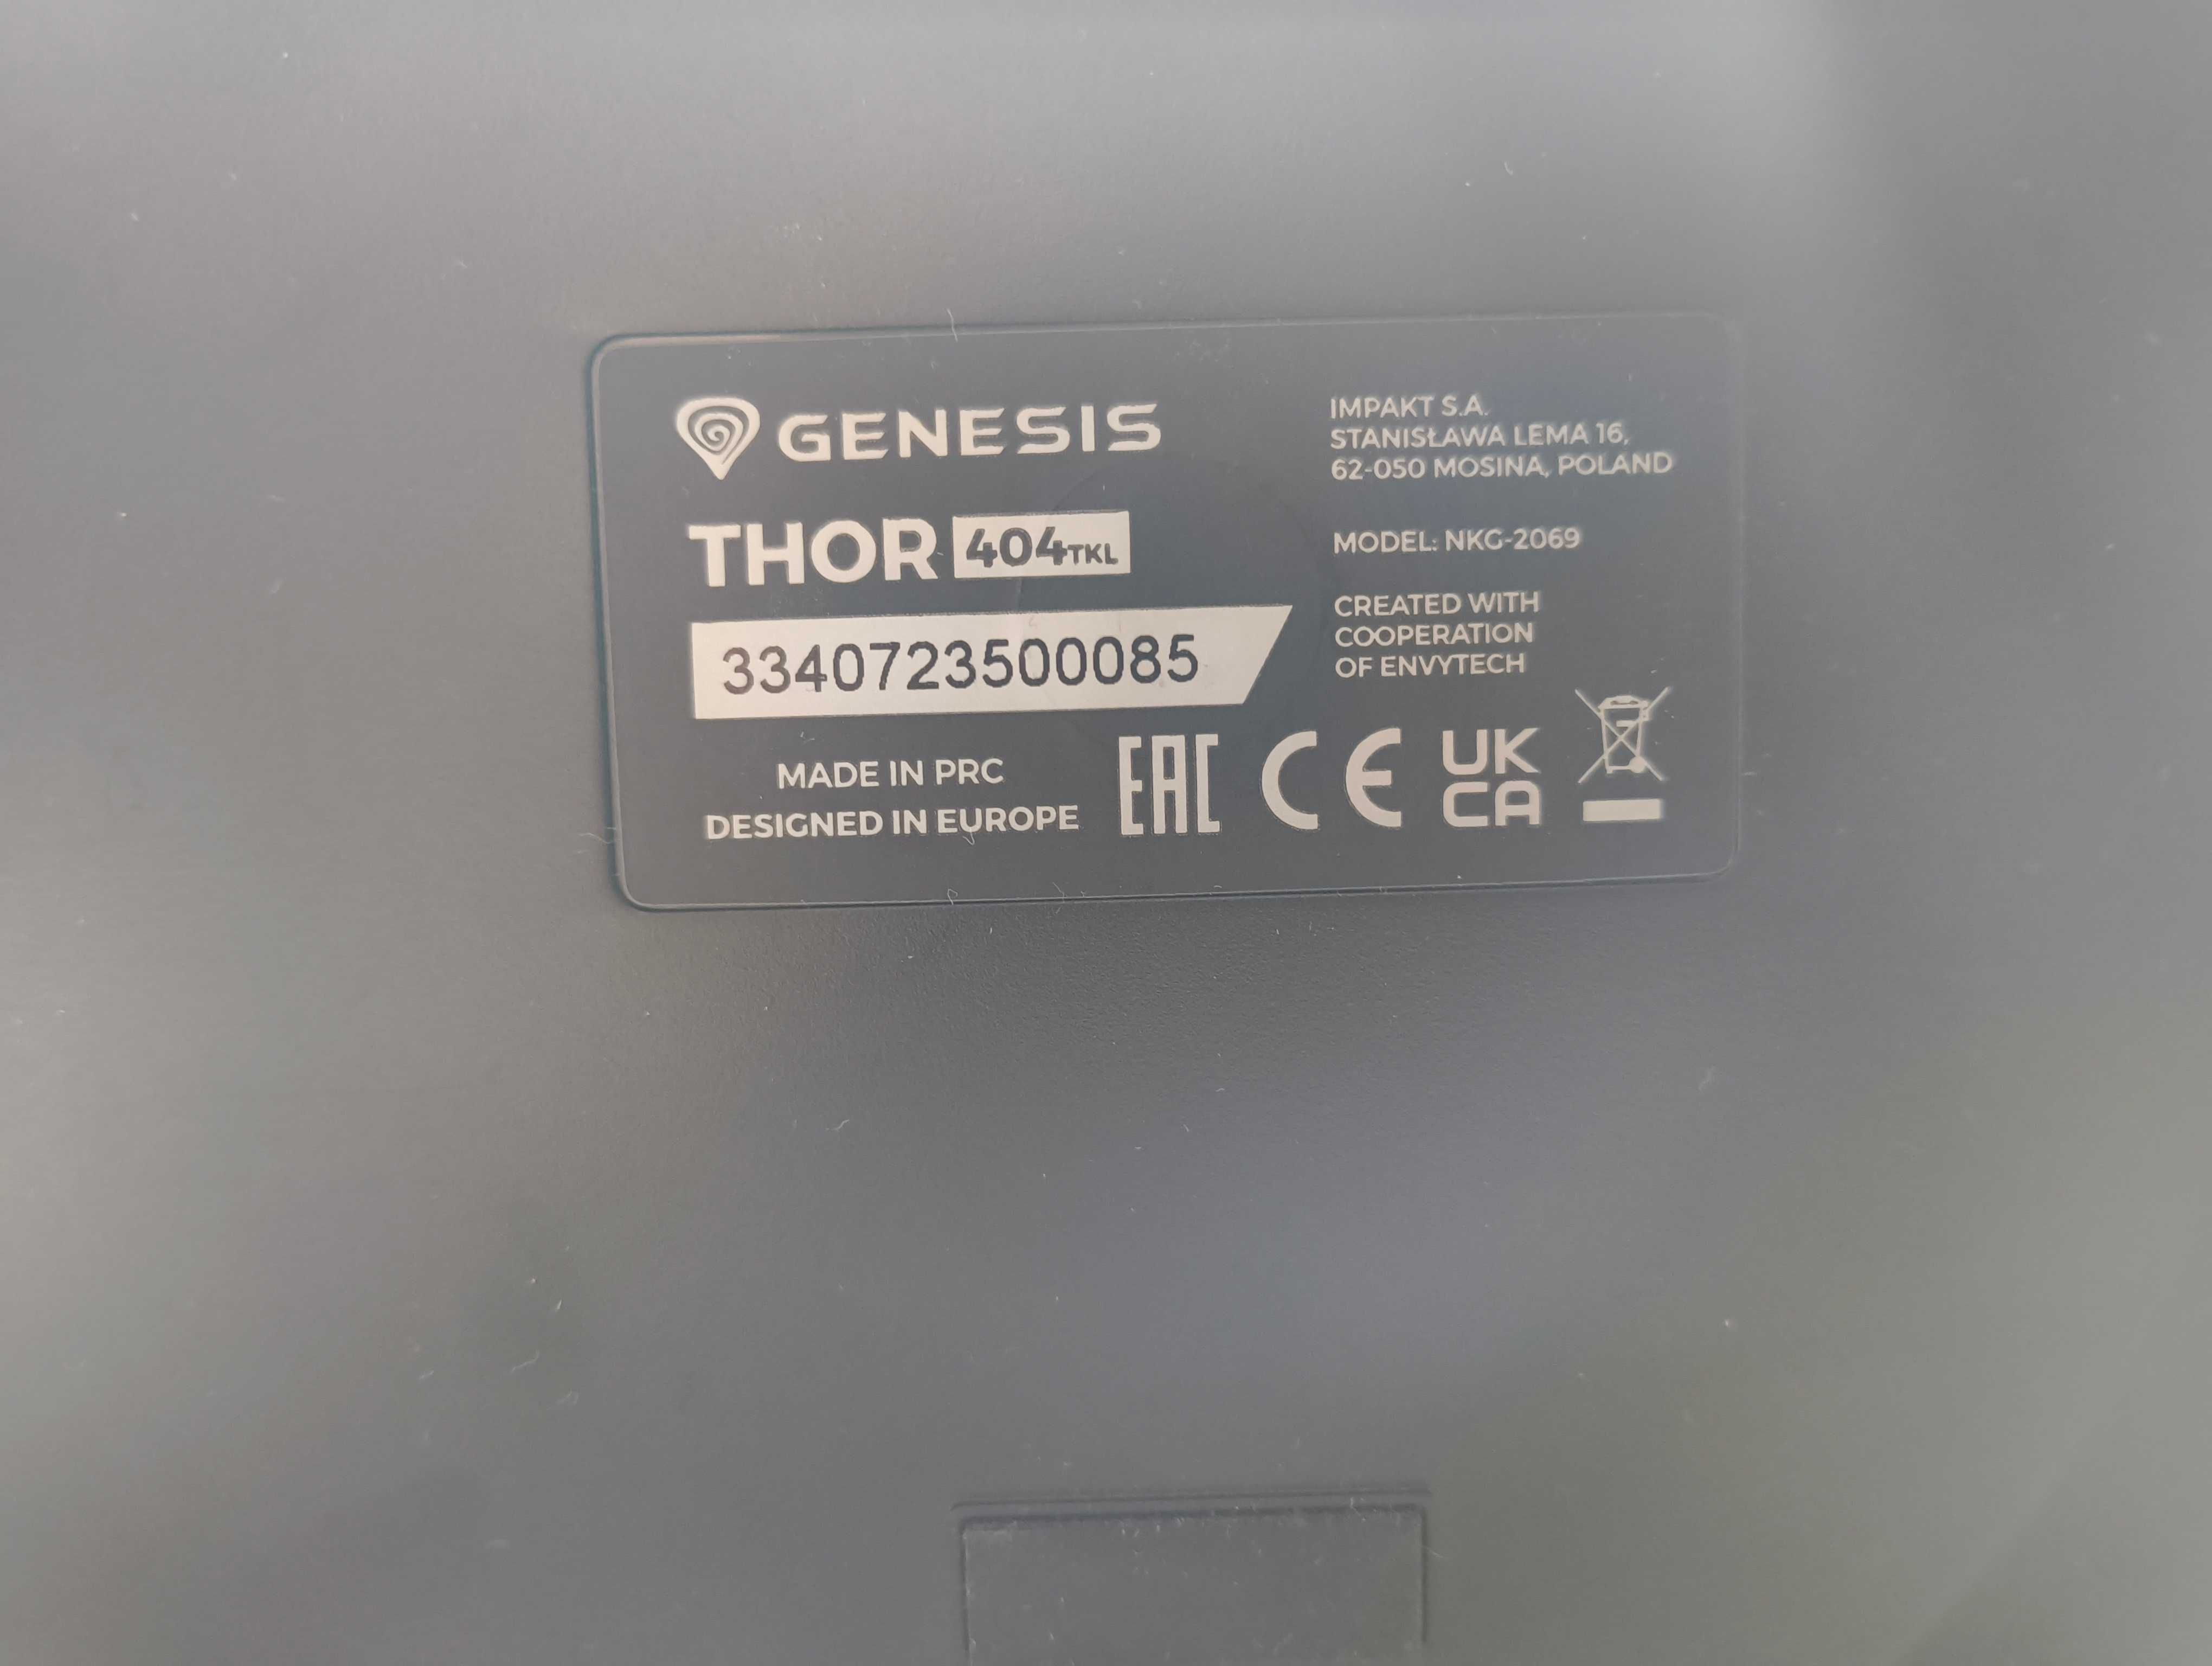 GENESIS
THOR 404TKL
3340723500085
MADE IN PRC
DESIGNED IN EUROPE
IMPAKT S.A.
STANISŁAWA LEMA 16,
62-050 MOSINA, POLAND
MODEL: NKG-2069
CREATED WITH
COOPERATION
OF ENVYTECH
EAC CE UK
CA